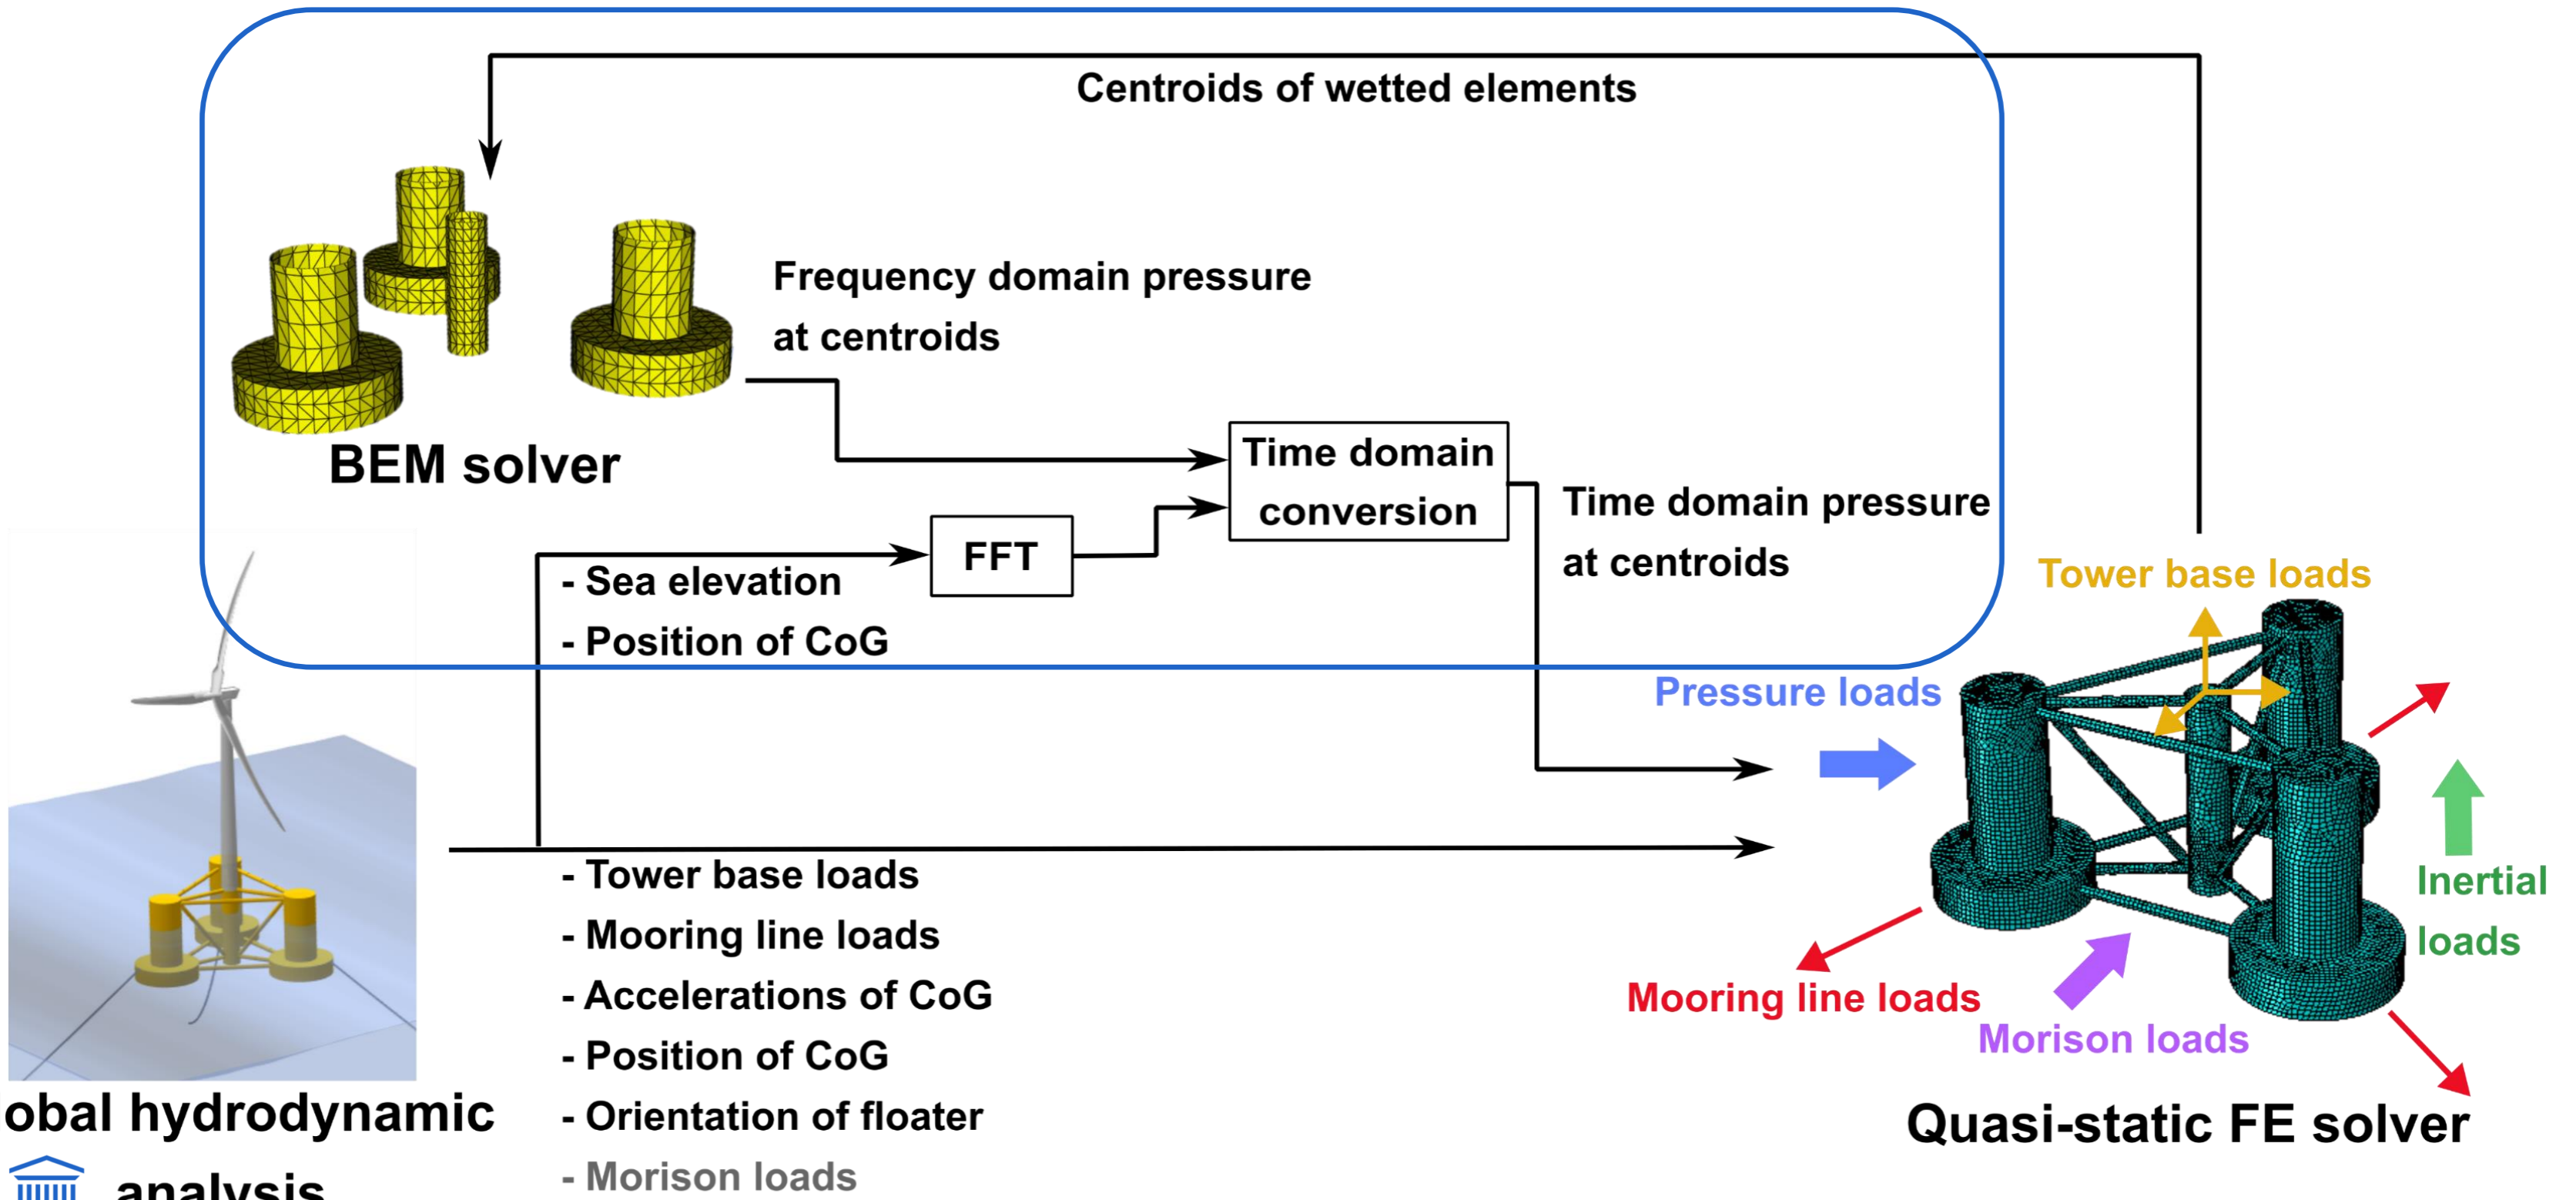 Centroids of wetted elements
Frequency domain pressure
at centroids
BEM solver
Time domain
conversion
FFT
Time domain pressure
at centroids
- Sea elevation
- Position of CoG
Tower base loads
Pressure loads
- Tower base loads
- Mooring line loads
- Accelerations of CoG
- Position of CoG
- Orientation of floater
- Morison loads
Inertial
loads
Mooring line loads
Morison loads
Quasi-static FE solver
obal hydrodynamic
analysis